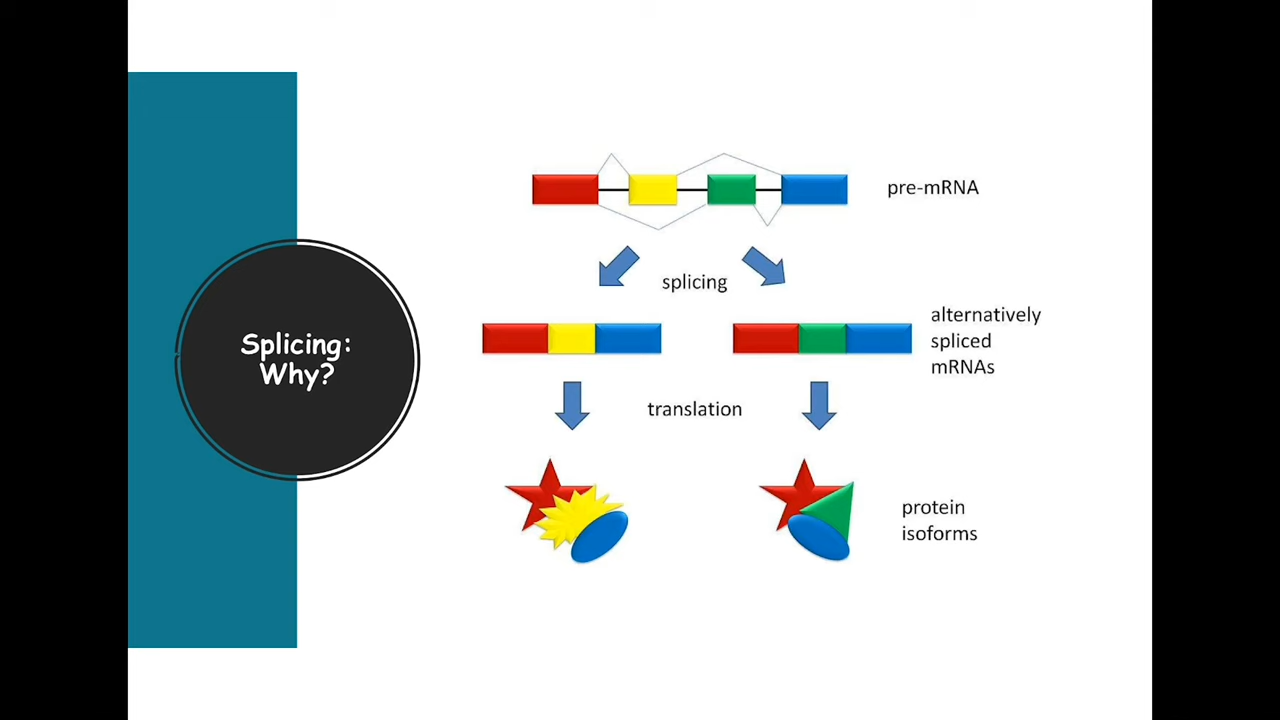 Splicing:
Why?
pre-mRNA
splicing
alternatively
spliced
mRNAs
translation
protein
isoforms